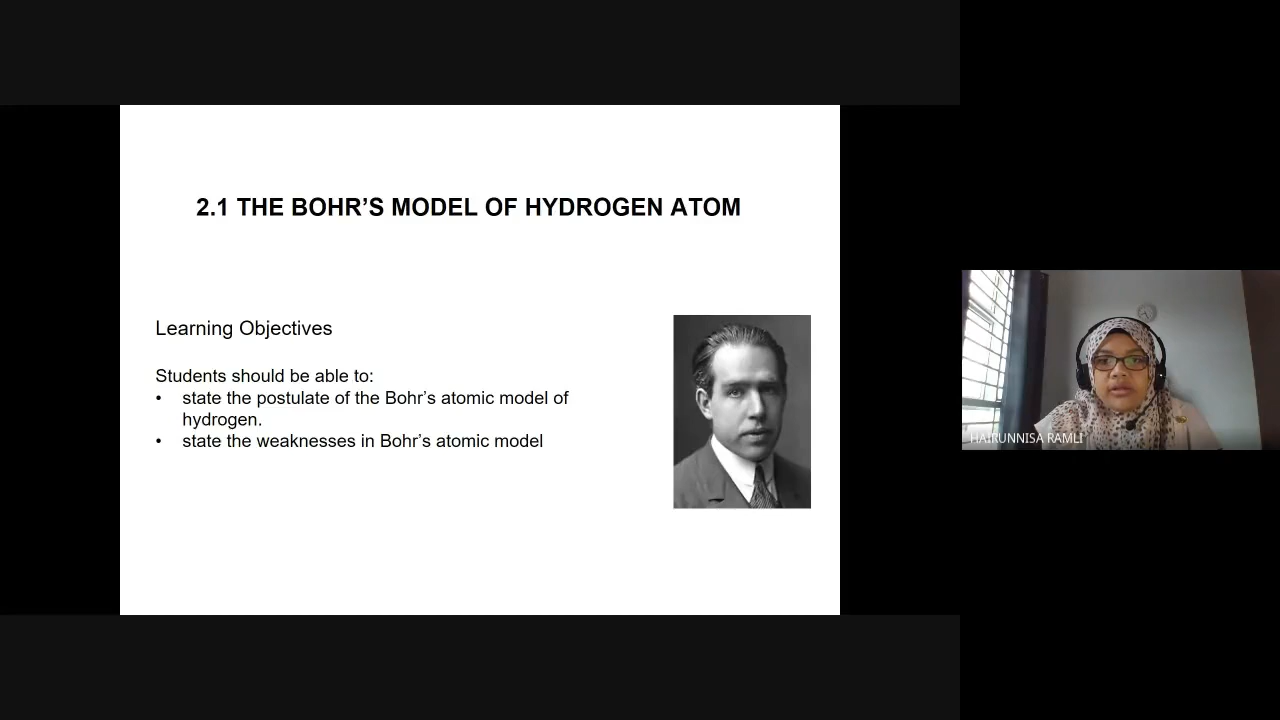 2.1 THE BOHR’S MODEL OF HYDROGEN ATOM
Learning Objectives
Students should be able to:
• state the postulate of the Bohr’s atomic model of
hydrogen.
• state the weaknesses in Bohr’s atomic model
HAIRUNNISA RAMLI